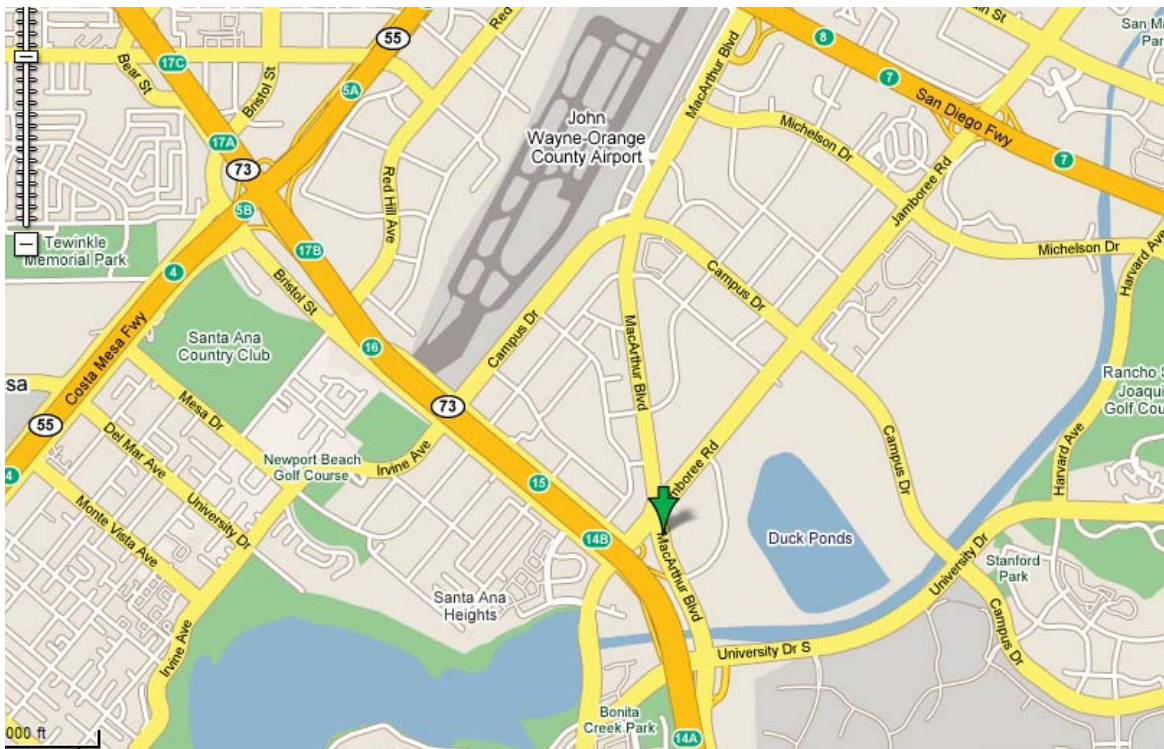 55
Red
8
MacArthur Blvd
17C
Bear St
Bristol St
5A
7
San Diego Fwy
San M
Par
John
Wayne-Orange
County Airport
Michelson Dr
17A
73
Red Hill Ave
7
5B
Jamboree Rd
Tewinkle
Memorial Park
17B
Michelson Dr
Harvard Ave
4
Bristol St
Campus Dr
Costa Mesa Fwy
Santa Ana
Country Club
16
Campus Dr
MacArthur Blvd
sa
Rancho S
Joaqui
Golf Cou
55
Mesa Dr
73
Del Mar Ave
Newport Beach
Golf Course
Irvine Ave
Jamboree Rd
Campus Dr
Harvard Ave
4
15
Monte Vista Ave
University Dr
14B
MacArthur Blvd
Duck Ponds
University Dr
Stanford
Park
Santa Ana
Heights
Campus Dr
Irvine Ave
University Dr S
Bonita
Creek Park
14A
000 ft